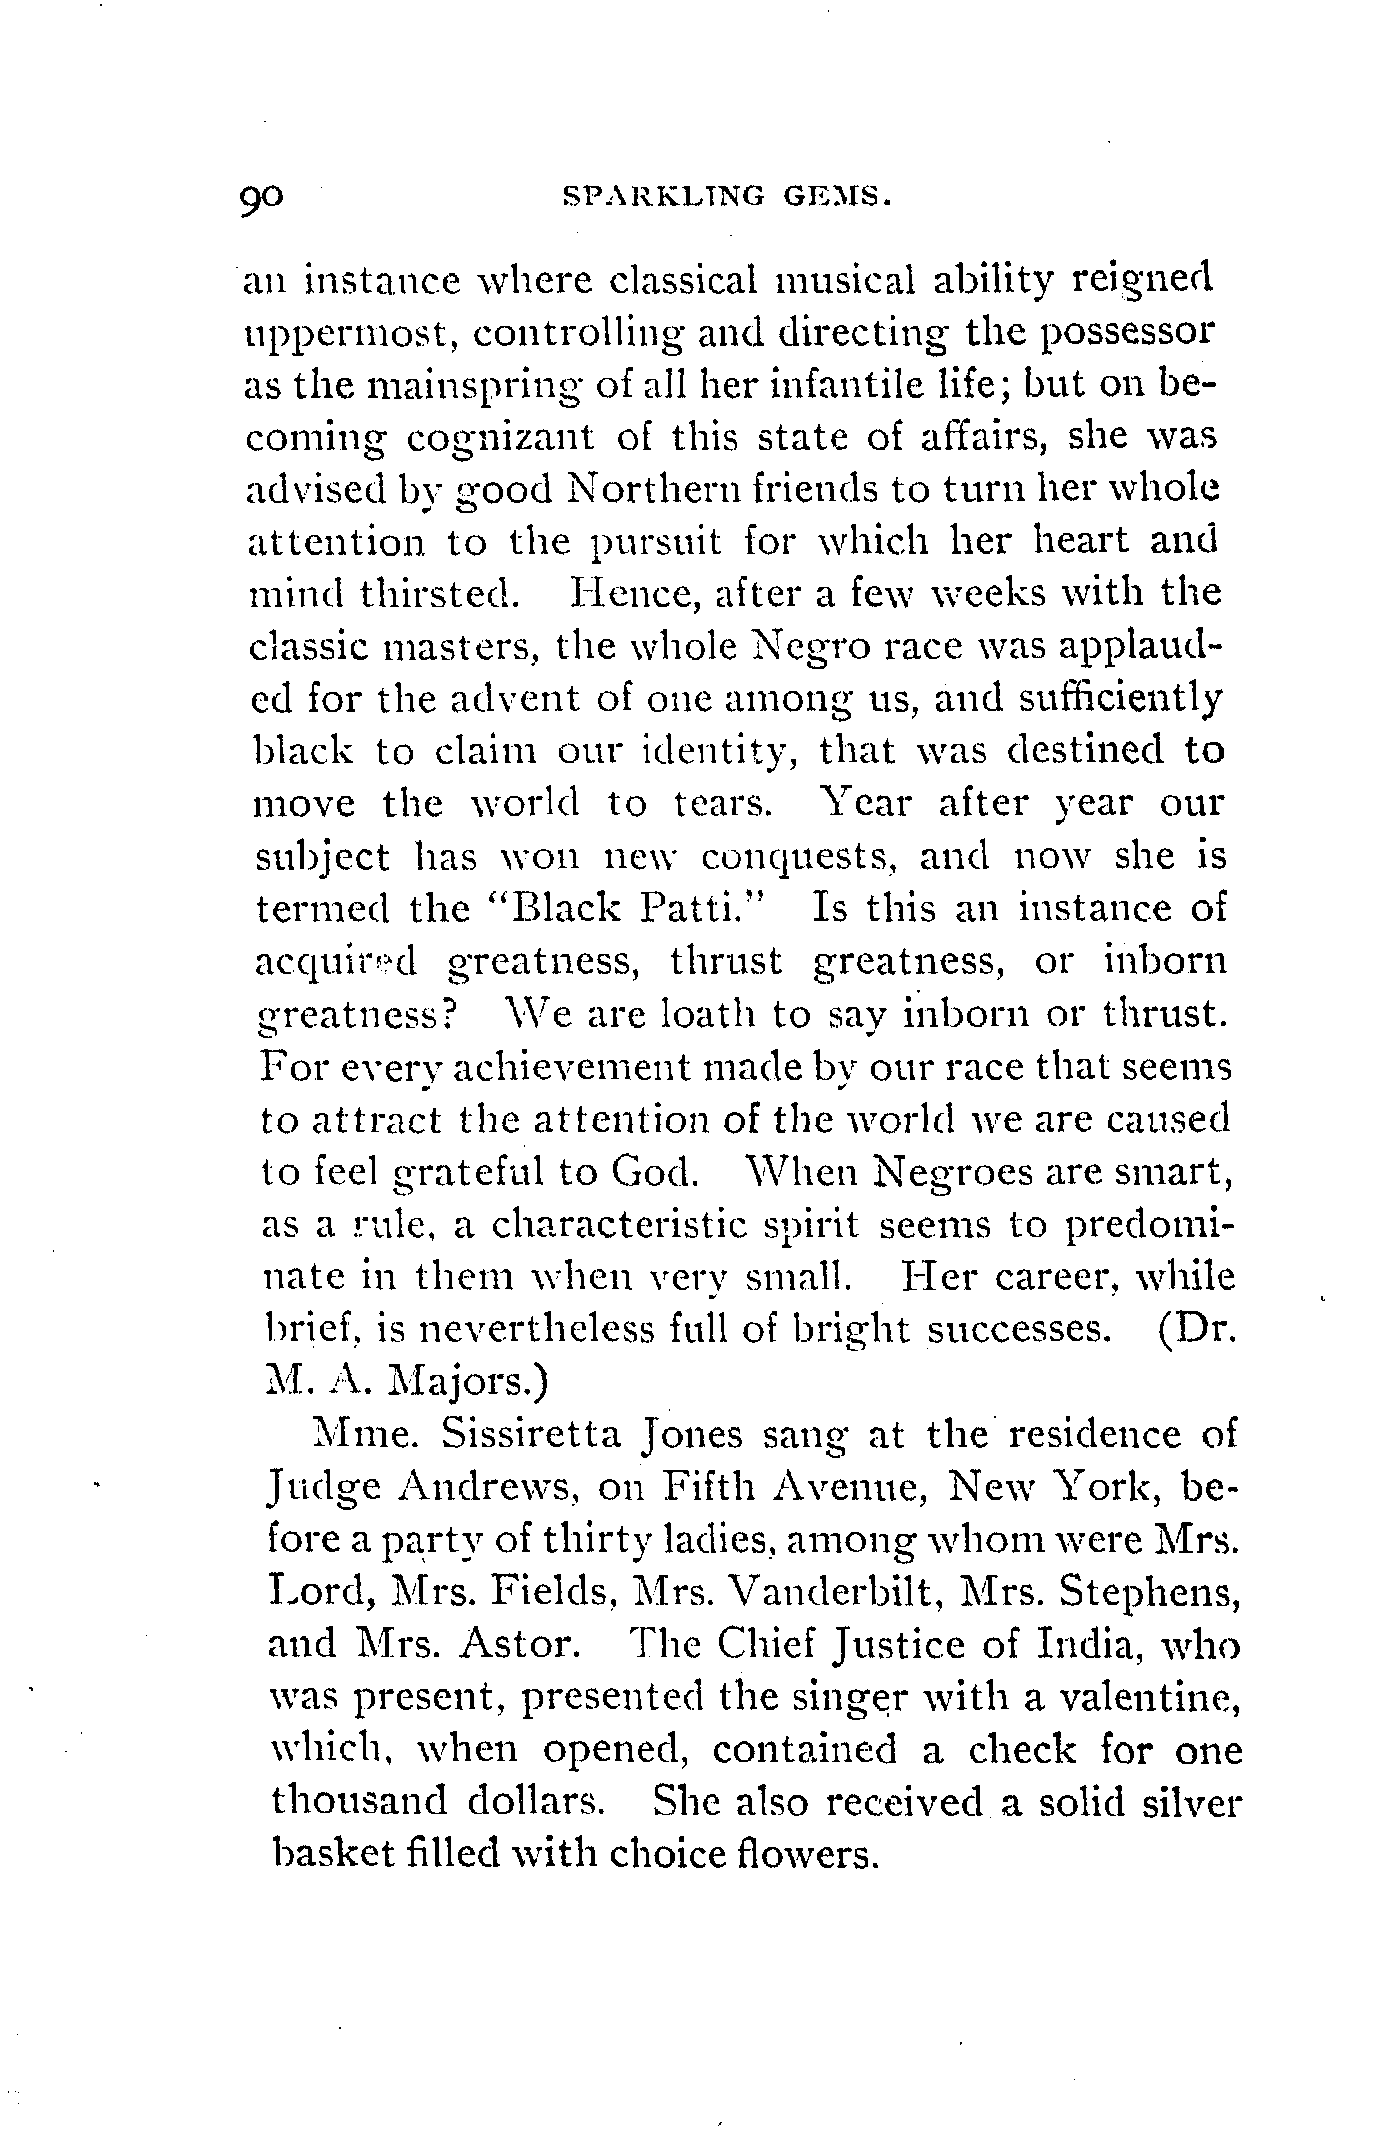 90 SPARKLING GEMS.
an instance where classical musical ability reigned
uppermost, controlling and directing the possessor
as the mainspring of all her infantile life; but on be-
coming cognizant of this state of affairs, she was
advised by good Northern friends to turn her whole
attention to the pursuit for which her heart and
mind thirsted. Hence, after a few weeks with the
classic masters, the whole Negro race was applaud-
ed for the advent of one among us, and sufficiently
black to claim our identity, that was destined to
move the world to tears. Year after year our
subject has won new conquests, and now she is
termed the "Black Patti." Is this an instance of
acquired greatness, thrust greatness, or inborn
greatness? We are loath to say inborn or thrust.
For every achievement made by our race that seems
to attract the attention of the world we are caused
to feel grateful to God. When Negroes are smart,
as a rule, a characteristic spirit seems to predomi-
nate in them when very small. Her career, while
brief, is nevertheless full of bright successes. (Dr.
M. A. Majors.)
Mme. Sissiretta Jones sang at the residence of
Judge Andrews, on Fifth Avenue, New York, be-
fore a party of thirty ladies, among whom were Mrs.
Lord, Mrs. Fields, Mrs. Vanderbilt, Mrs. Stephens,
and Mrs. Astor. The Chief Justice of India, who
was present, presented the singer with a valentine,
which, when opened, contained a check for one
thousand dollars. She also received a solid silver
basket filled with choice flowers.